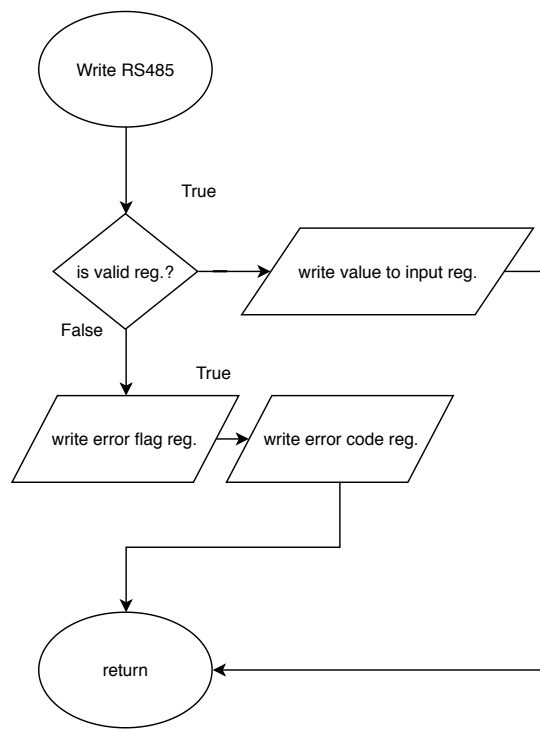 Write RS485
True
is valid reg.?
write value to input reg.
False
True
write error flag reg.
write error code reg.
return